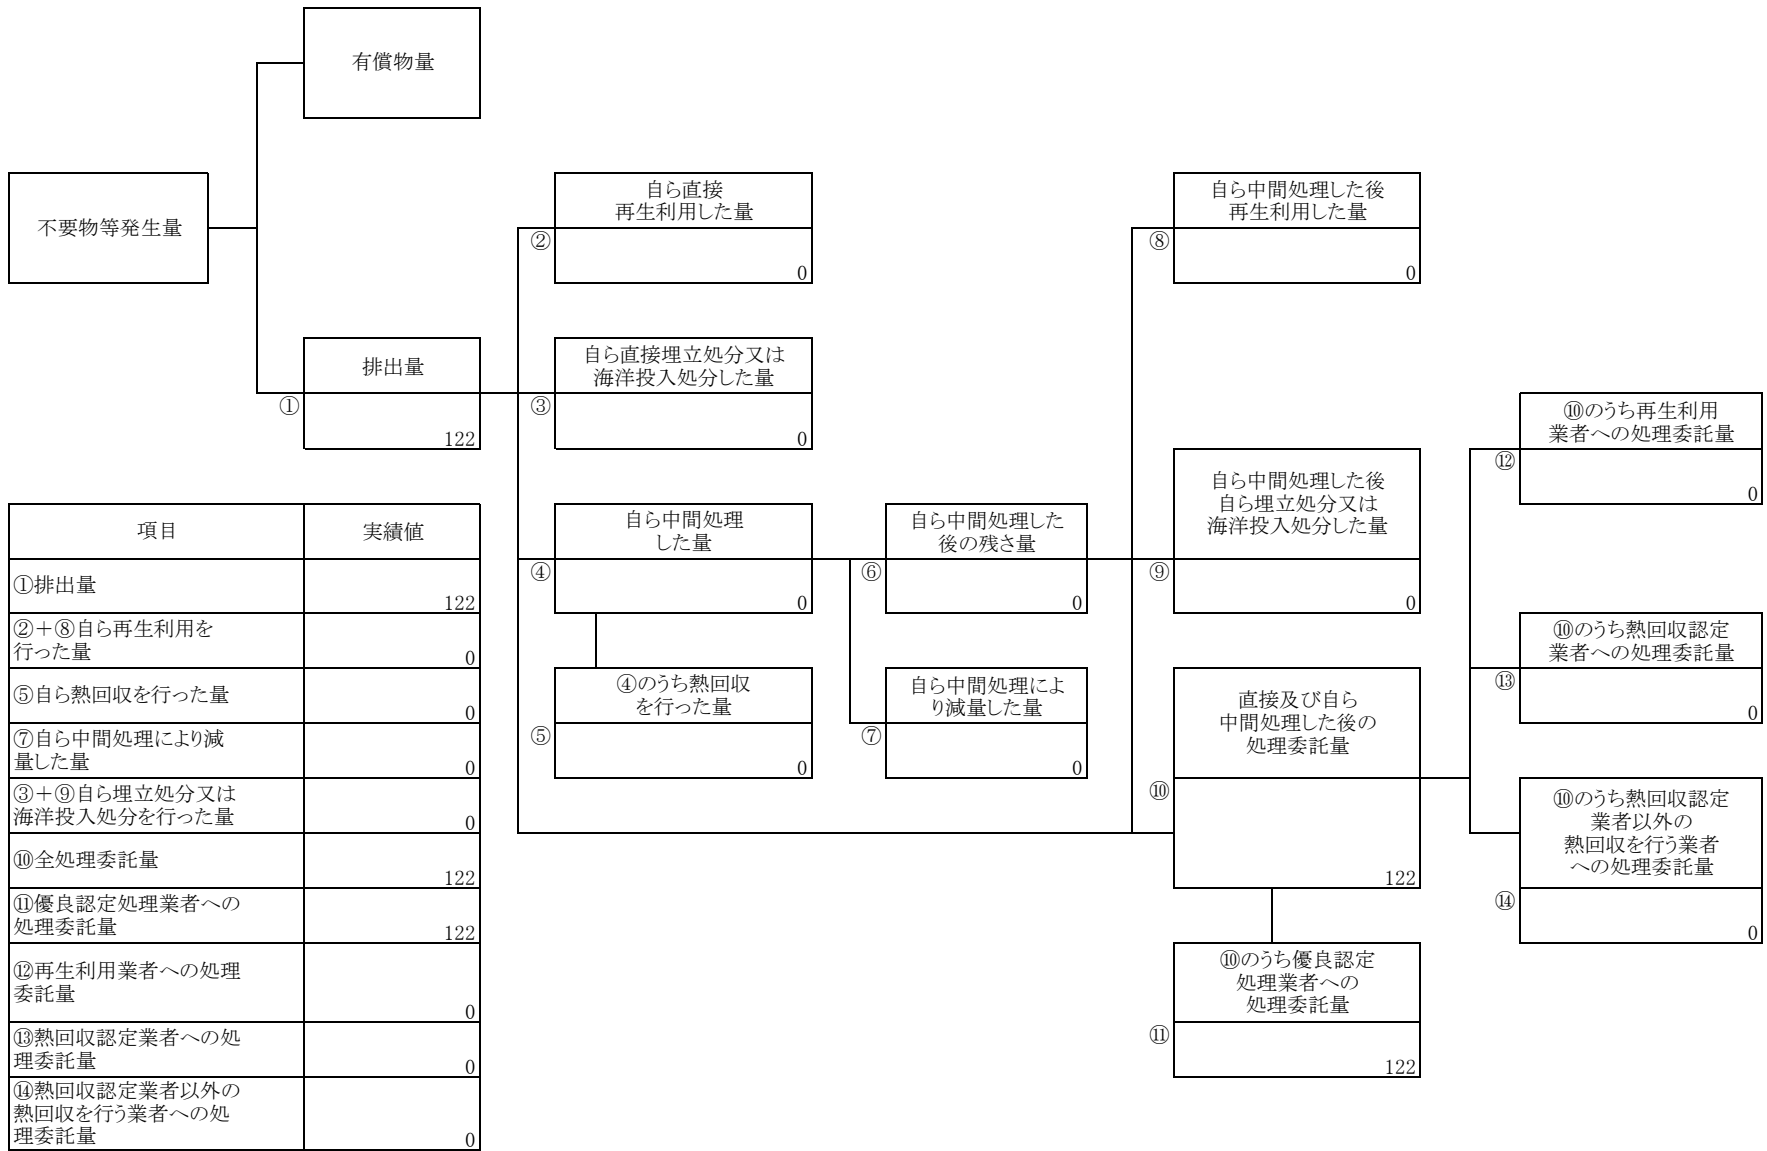 有償物量
不要物等発生量
排出量
①
122
自ら直接
再生利用した量
②
0
自ら直接埋立処分又は
海洋投入処分した量
③
0
自ら中間処理
した量
④
0
④のうち熱回収
を行った量
⑤
0
自ら中間処理した
後の残さ量
⑥
0
自ら中間処理によ
り減量した量
⑦
0
自ら中間処理した後
再生利用した量
⑧
0
自ら中間処理した後
自ら埋立処分又は
海洋投入処分した量
⑨
0
直接及び自ら
中間処理した後の
処理委託量
⑩
122
⑩のうち優良認定
処理業者への
処理委託量
⑪
122
⑩のうち再生利用
業者への処理委託量
⑫
0
⑩のうち熱回収認定
業者への処理委託量
⑬
0
⑩のうち熱回収認定
業者以外の
熱回収を行う業者
への処理委託量
⑭
0
項目 実績値
①排出量
122
②＋⑧自ら再生利用を
行った量
0
⑤自ら熱回収を行った量
0
⑦自ら中間処理により減
量した量
0
③＋⑨自ら埋立処分又は
海洋投入処分を行った量
0
⑩全処理委託量
122
⑪優良認定処理業者への
処理委託量
122
⑫再生利用業者への処理
委託量
0
⑬熱回収認定業者への処
理委託量
0
⑭熱回収認定業者以外の
熱回収を行う業者への処
理委託量
0